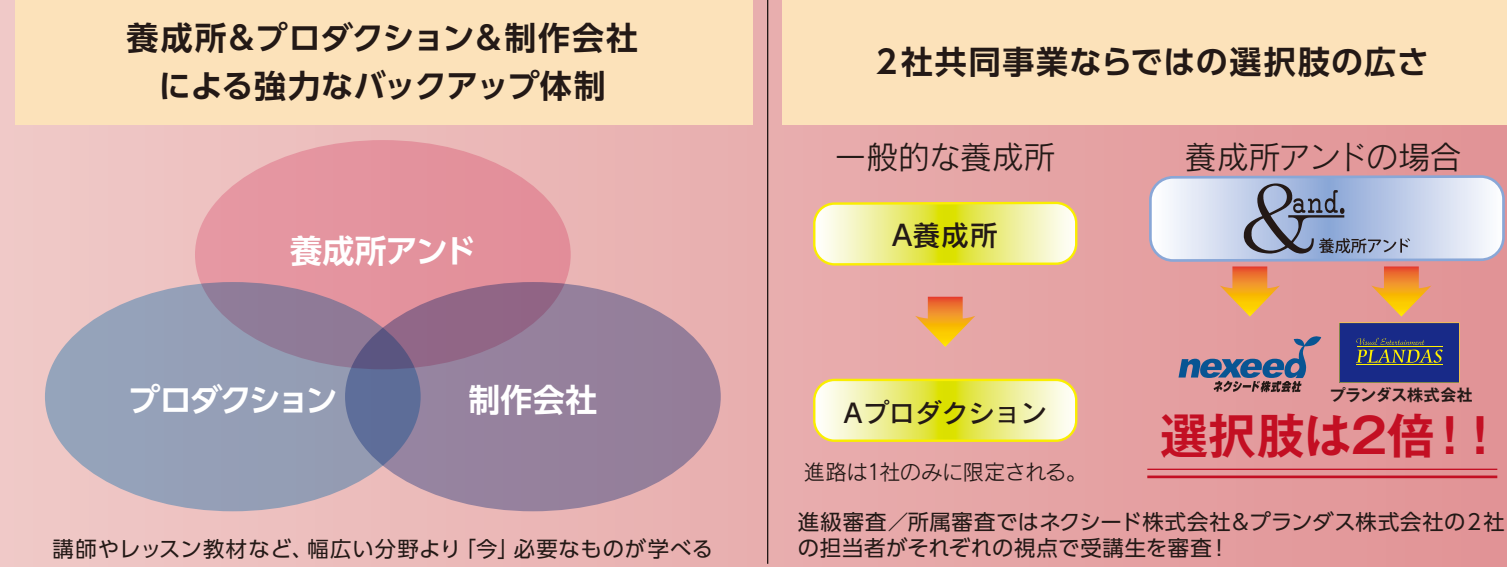 養成所&プロダクション&制作会社
による強力なバックアップ体制
養成所アンド
プロダクション
制作会社
講師やレッスン教材など、幅広い分野より「今」必要なものが学べる
2社共同事業ならではの選択肢の広さ
一般的な養成所
A養成所
Aプロダクション
進路は1社のみに限定される。
養成所アンドの場合
&and.
養成所アンド
nexeed
ネクシード株式会社
Visual Entertainment
PLANDAS
プランダス株式会社
選択肢は2倍!!
進級審査/所属審査ではネクシード株式会社&プランダス株式会社の2社
の担当者がそれぞれの視点で受講生を審査!